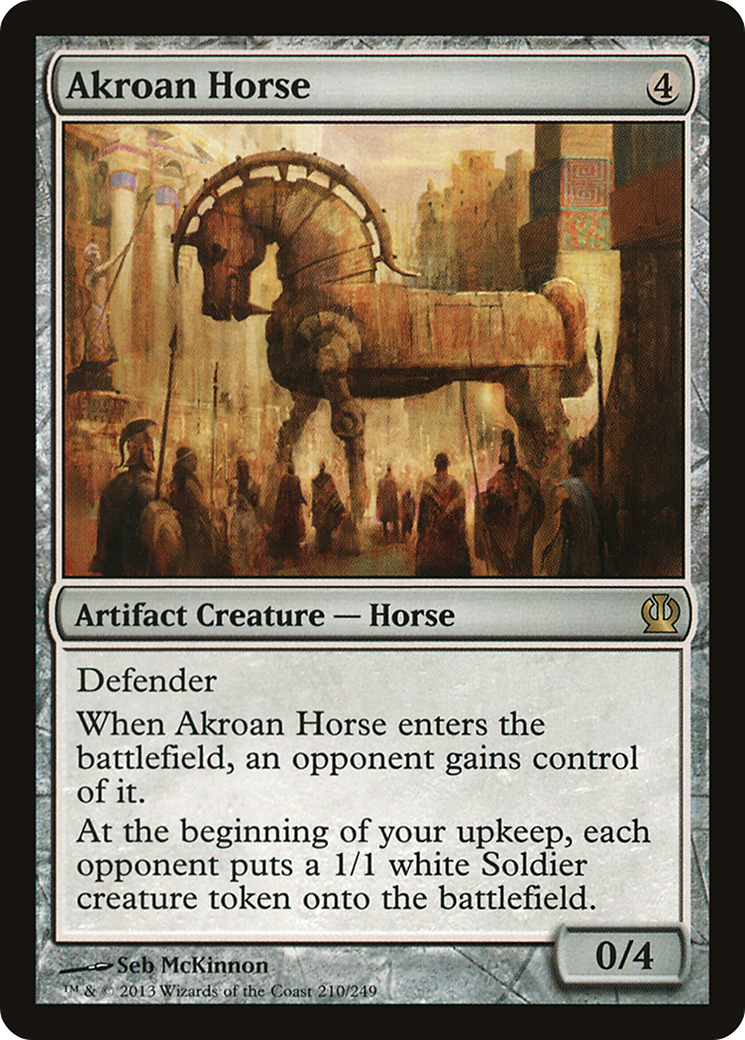 Akroan Horse
4
Artifact Creature — Horse
Defender
When Akroan Horse enters the
battlefield, an opponent gains control
of it.
At the beginning of your upkeep, each
opponent puts a 1/1 white Soldier
creature token onto the battlefield.
0/4
Seb McKinnon
™ & © 2013 Wizards of the Coast 210/249